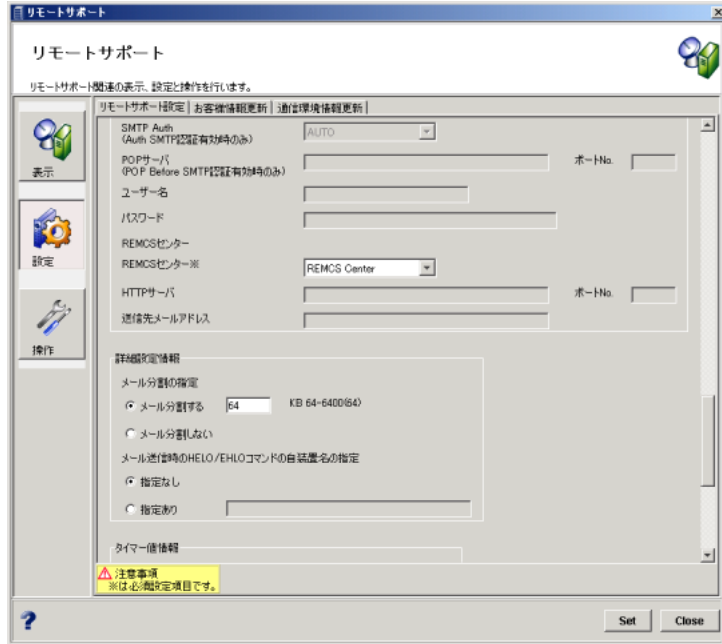 リモートサポート
リモートサポート
リモートサポート関連の表示、設定と操作を行います。
リモートサポート設定 お客様情報更新 通信環境情報更新
表示
設定
操作
SMTP Auth
(Auth SMTP認証有効時のみ)
AUTO
POPサーバ
(POP Before SMTP認証有効時のみ)
ポートNo.
ユーザー名
パスワード
REMCSセンター
REMCSセンター※
REMCS Center
HTTPサーバ
ポートNo.
送信先メールアドレス
詳細設定情報
メール分割の指定
メール分割する 64 KB 64-6400(64)
メール分割しない
メール送信時のHELO/EHLOコマンドの自装置名の指定
指定なし
指定あり
タイマー値情報
注意事項
※は必須設定項目です。
? Set Close